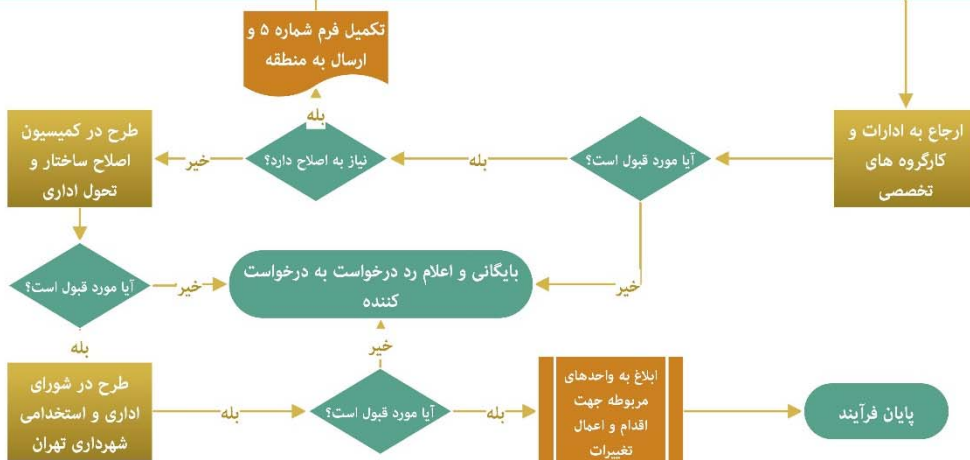 تکمیل فرم شماره ۵ و
ارسال به منطقه
بله
ارجاع به ادارات و
کارگروه های
تخصصی
آیا مورد قبول است؟
بله
نیاز به اصلاح دارد؟
خیر
طرح در کمیسیون
اصلاح ساختار و
تحول اداری
آیا مورد قبول است؟
خیر
بایگانی و اعلام رد درخواست به درخواست
کننده
خیر
بله
خیر
طرح در شورای
اداری و استخدامی
شهرداری تهران
بله
آیا مورد قبول است؟
بله
ابلاغ به واحدهای
مربوطه جهت
اقدام و اعمال
تغییرات
پایان فرآیند